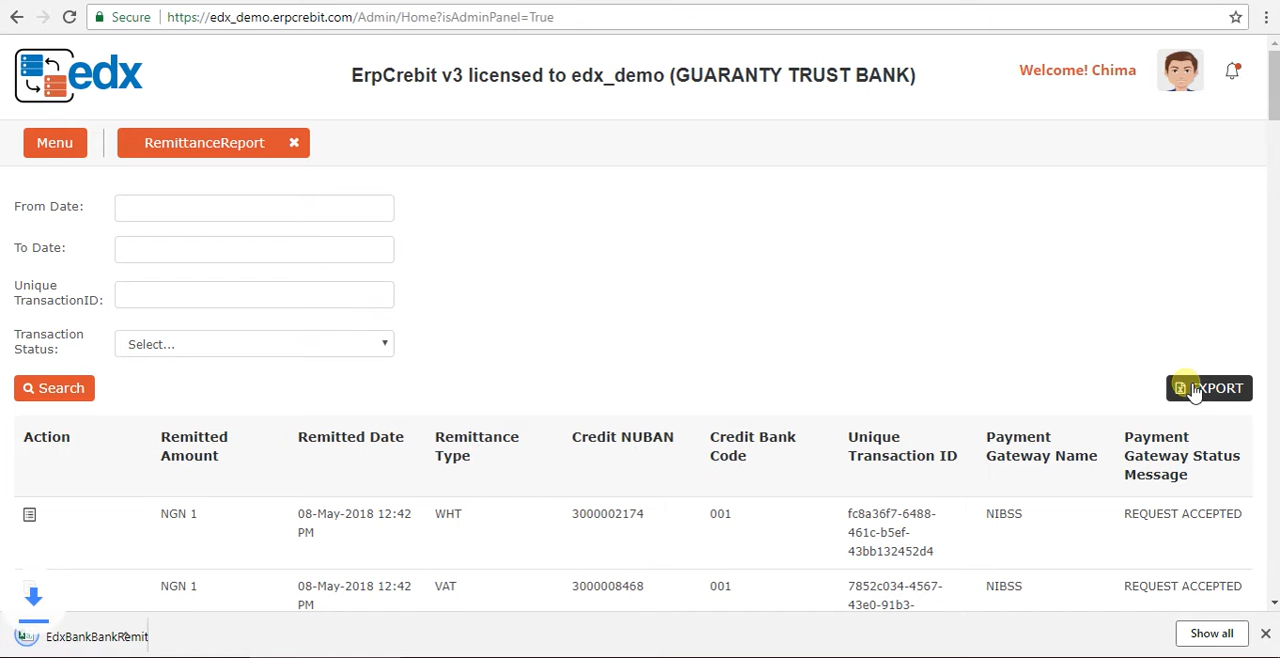 Secure https://edx_demo.erpcrebit.com/Admin/Home?isAdminPanel=True
edx
ErpCrebit v3 licensed to edx_demo (GUARANTY TRUST BANK)
Welcome! Chima
Menu
RemittanceReport
From Date:
To Date:
Unique
TransactionID:
Transaction
Status:
Select...
Search
EXPORT
Action
Remitted
Amount
Remitted Date
Remittance
Type
Credit NUBAN
Credit Bank
Code
Unique
Transaction ID
Payment
Gateway Name
Payment
Gateway Status
Message
NGN 1
08-May-2018 12:42
PM
WHT
3000002174
001
fc8a36f7-6488-
461c-b5ef-
43bb132452d4
NIBSS
REQUEST ACCEPTED
NGN 1
08-May-2018 12:42
PM
VAT
3000008468
001
7852c034-4567-
43e0-91b3-
NIBSS
REQUEST ACCEPTED
EdxBankBankRemit
Show all